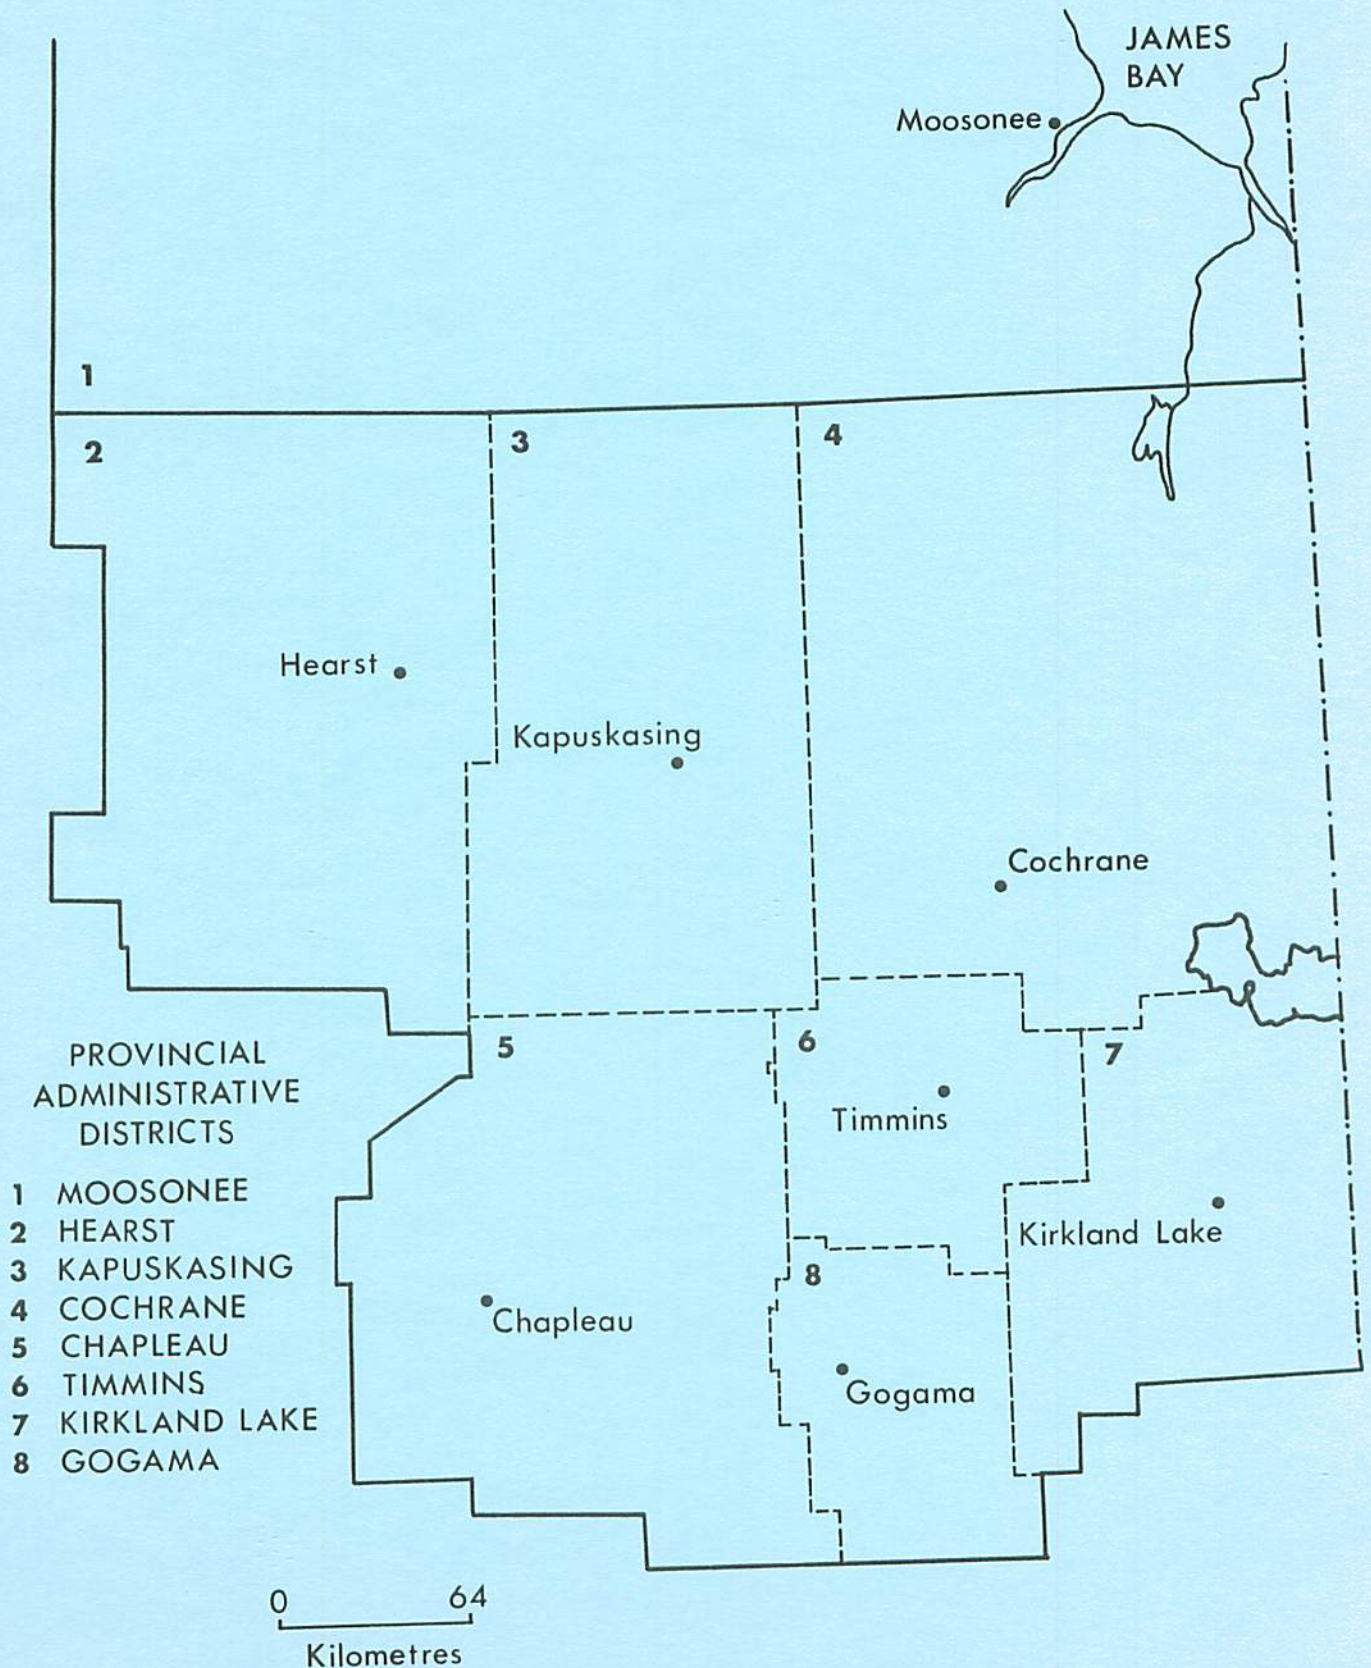 JAMES
BAY
Moosonee
1
2
3
4
Hearst
Kapuskasing
Cochrane
5
6
7
Timmins
Kirkland Lake
8
Chapleau
Gogama
PROVINCIAL
ADMINISTRATIVE
DISTRICTS
1 MOOSONEE
2 HEARST
3 KAPUSKASING
4 COCHRANE
5 CHAPLEAU
6 TIMMINS
7 KIRKLAND LAKE
8 GOGAMA
0 64
Kilometres